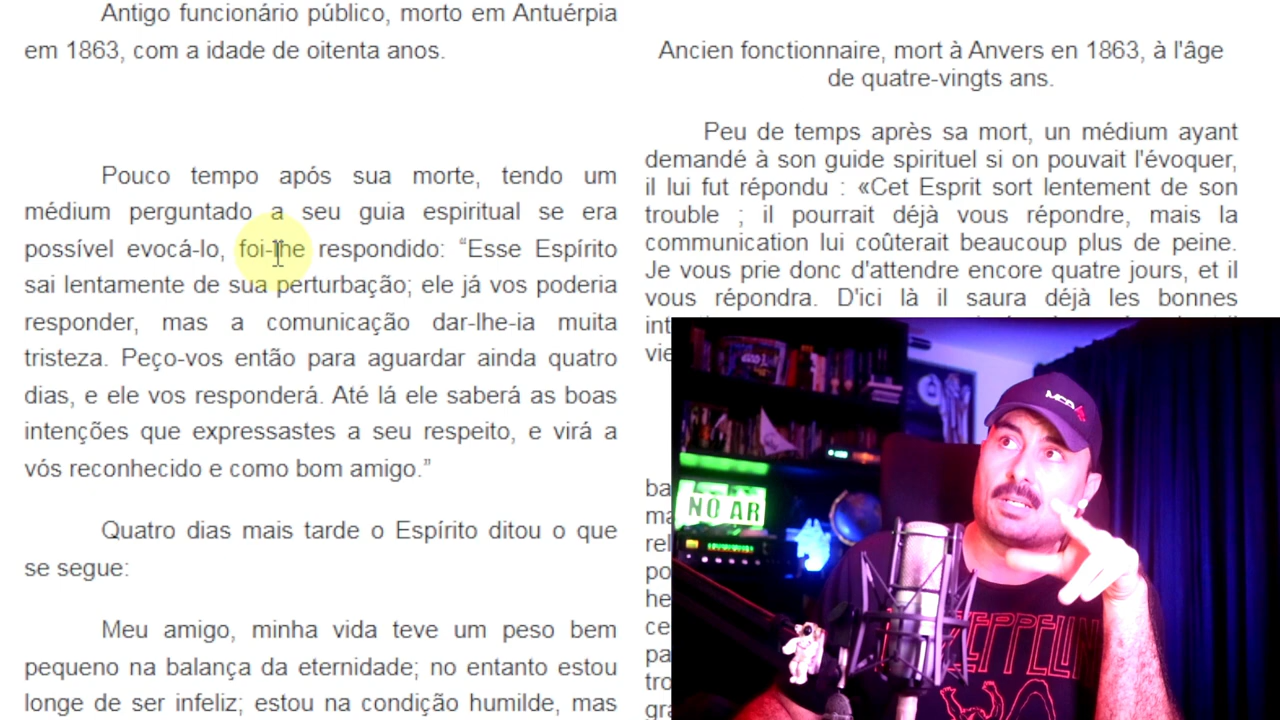 Antigo funcionário público, morto em Antuérpia
em 1863, com a idade de oitenta anos.
Pouco tempo após sua morte, tendo um
médium perguntado a seu guia espiritual se era
possível evocá-lo, foi-lhe respondido: “Esse Espírito
sai lentamente de sua perturbação; ele já vos poderia
responder, mas a comunicação dar-lhe-ia muita
tristeza. Peço-vos então para aguardar ainda quatro
dias, e ele vos responderá. Até lá ele saberá as boas
intenções que expressastes a seu respeito, e virá a
vós reconhecido e como bom amigo.”
Quatro dias mais tarde o Espírito ditou o que
se segue:
Meu amigo, minha vida teve um peso bem
pequeno na balança da eternidade; no entanto estou
longe de ser infeliz; estou na condição humilde, mas
Ancien fonctionnaire, mort à Anvers en 1863, à l'âge
de quatre-vingts ans.
Peu de temps après sa mort, un médium ayant
demandé à son guide spirituel si on pouvait l'évoquer,
il lui fut répondu : «Cet Esprit sort lentement de son
trouble ; il pourrait déjà vous répondre, mais la
communication lui coûterait beaucoup plus de peine.
Je vous prie donc d'attendre encore quatre jours, et il
vous répondra. D'ici là il saura déjà les bonnes
NO AR
ZEPPELIN